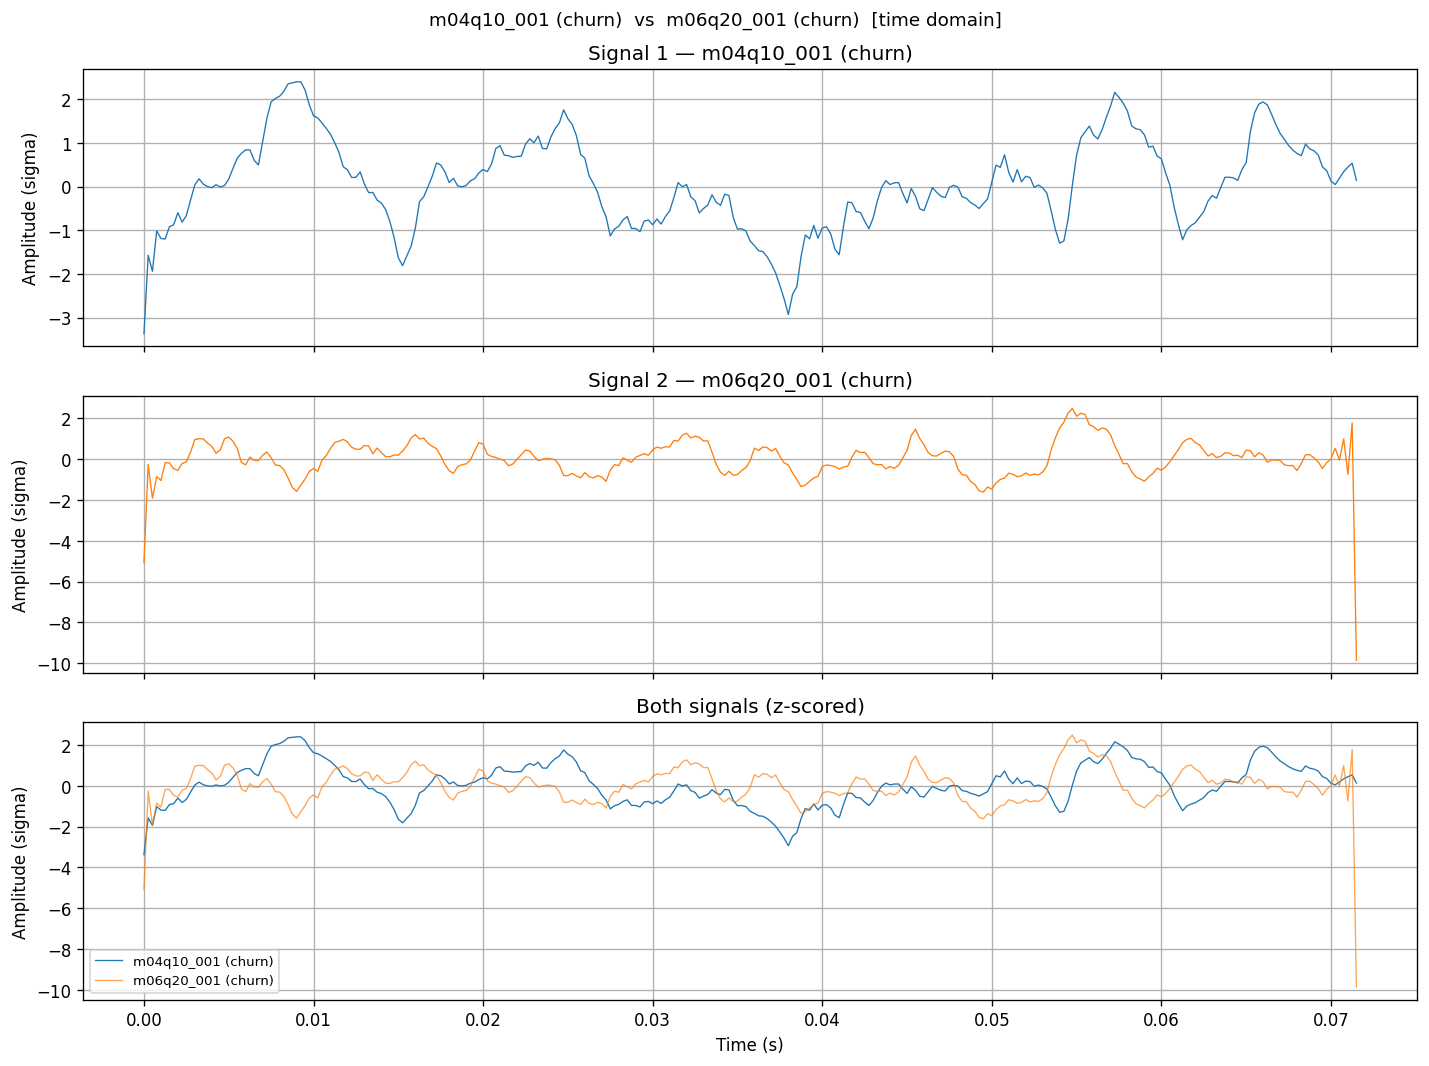 m04q10_001 (churn)  vs  m06q20_001 (churn)  [time domain]
Signal 1 — m04q10_001 (churn)
Amplitude (sigma)
2
1
0
−1
−2
−3
Signal 2 — m06q20_001 (churn)
Amplitude (sigma)
2
0
−2
−4
−6
−8
−10
Both signals (z-scored)
Amplitude (sigma)
2
0
−2
−4
−6
−8
−10
m04q10_001 (churn)
m06q20_001 (churn)
0.00 0.01 0.02 0.03 0.04 0.05 0.06 0.07
Time (s)